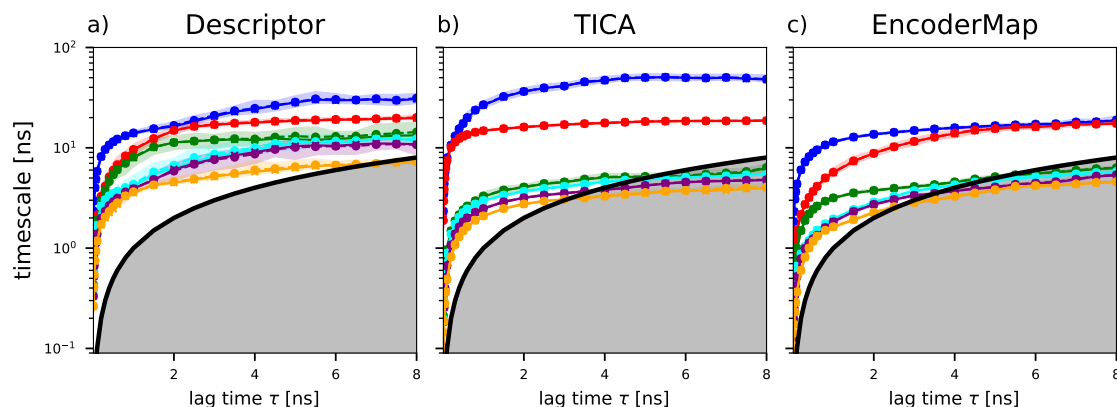 a) Descriptor b) TICA c) EncoderMap
10²
10¹
10⁰
10⁻¹
timescale [ns]
2 4 6 8 2 4 6 8 2 4 6 8
lag time τ [ns] lag time τ [ns] lag time τ [ns]